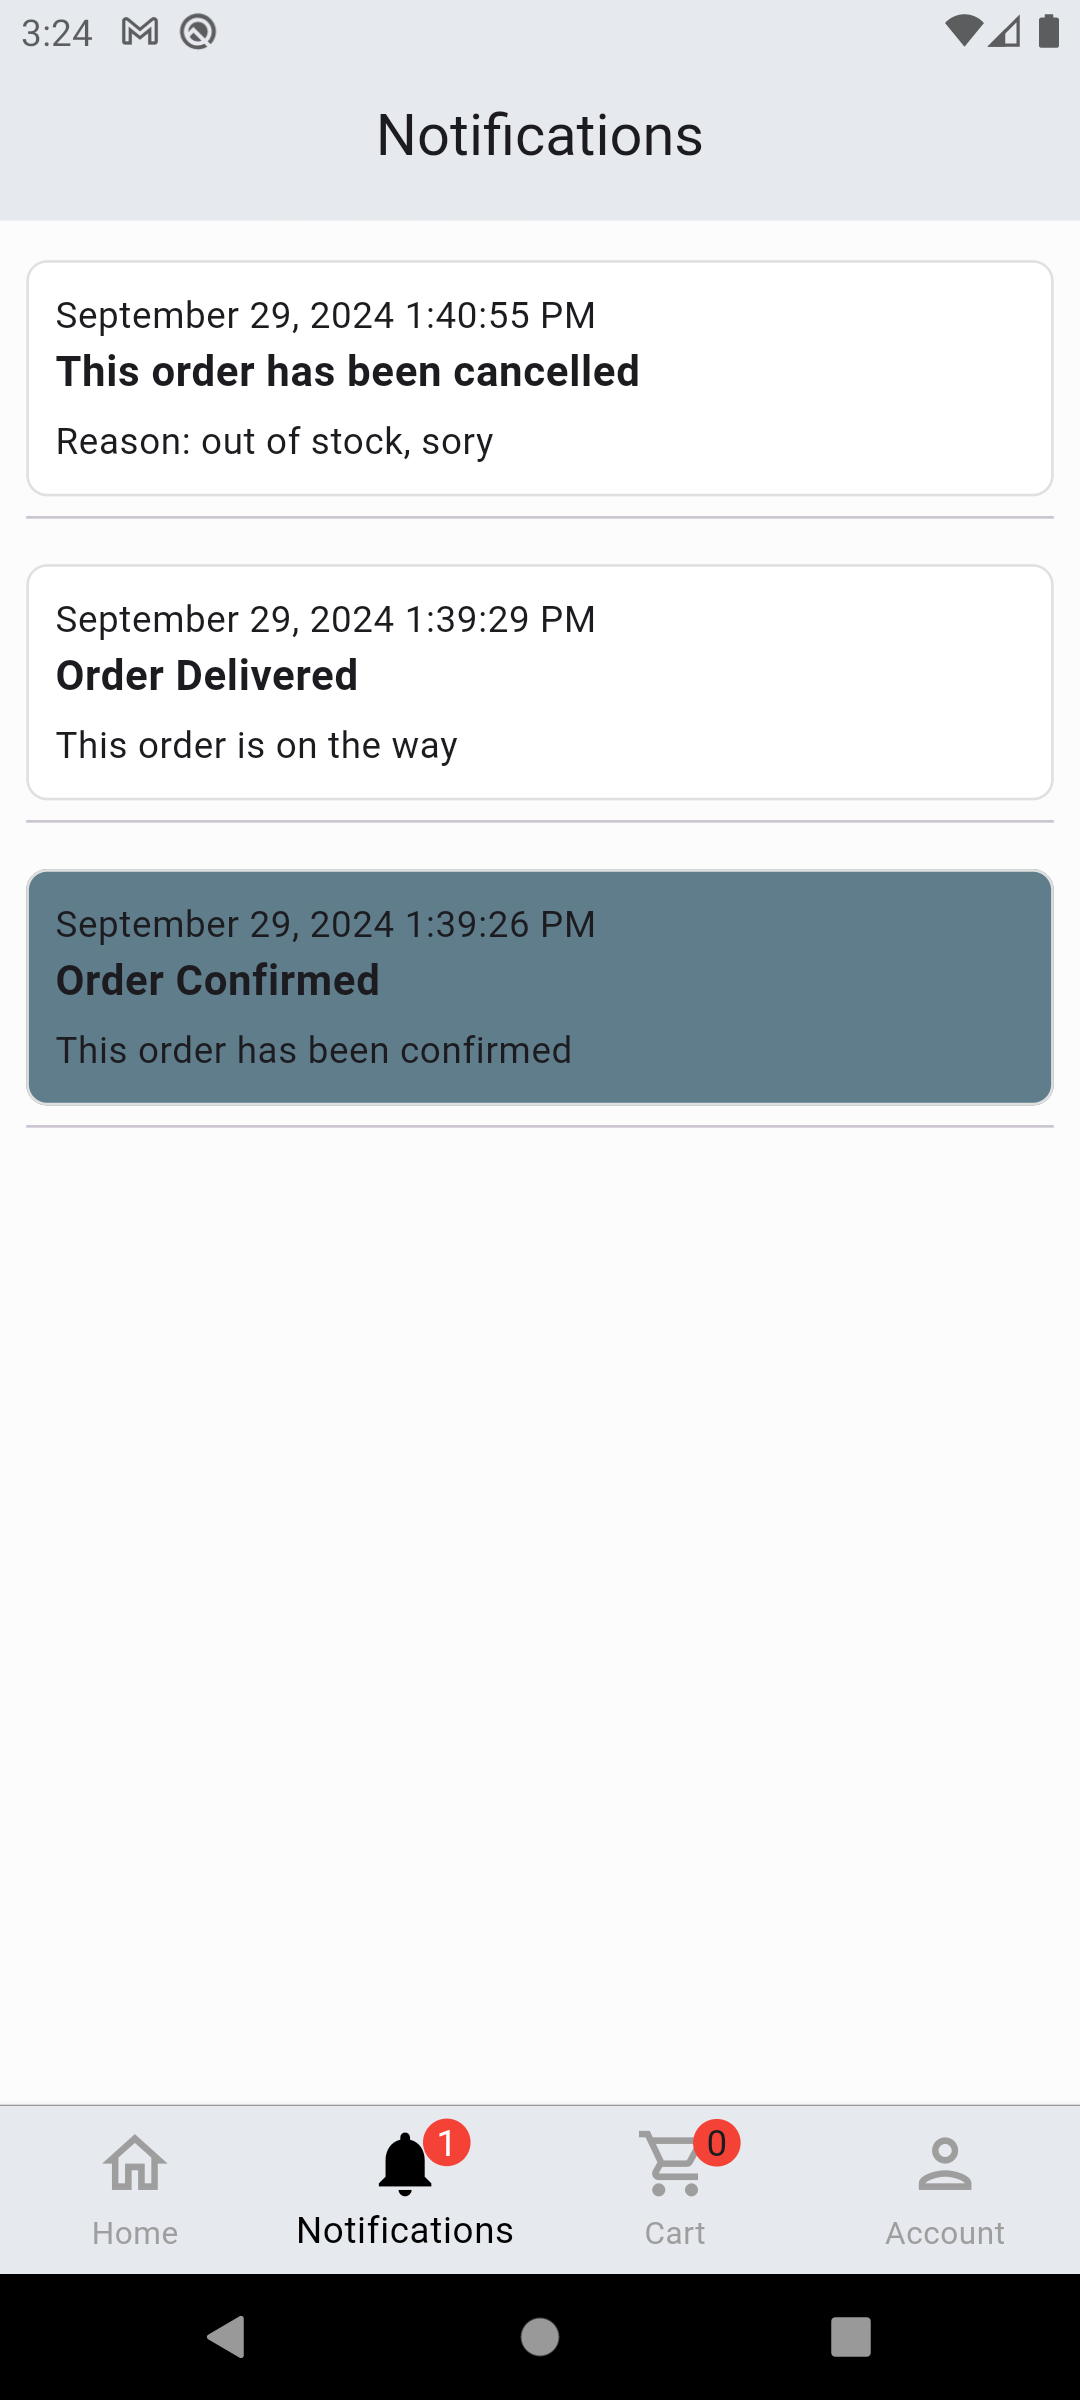 3:24
Notifications
September 29, 2024 1:40:55 PM
This order has been cancelled
Reason: out of stock, sory
September 29, 2024 1:39:29 PM
Order Delivered
This order is on the way
September 29, 2024 1:39:26 PM
Order Confirmed
This order has been confirmed
1
0
Home
Notifications
Cart
Account